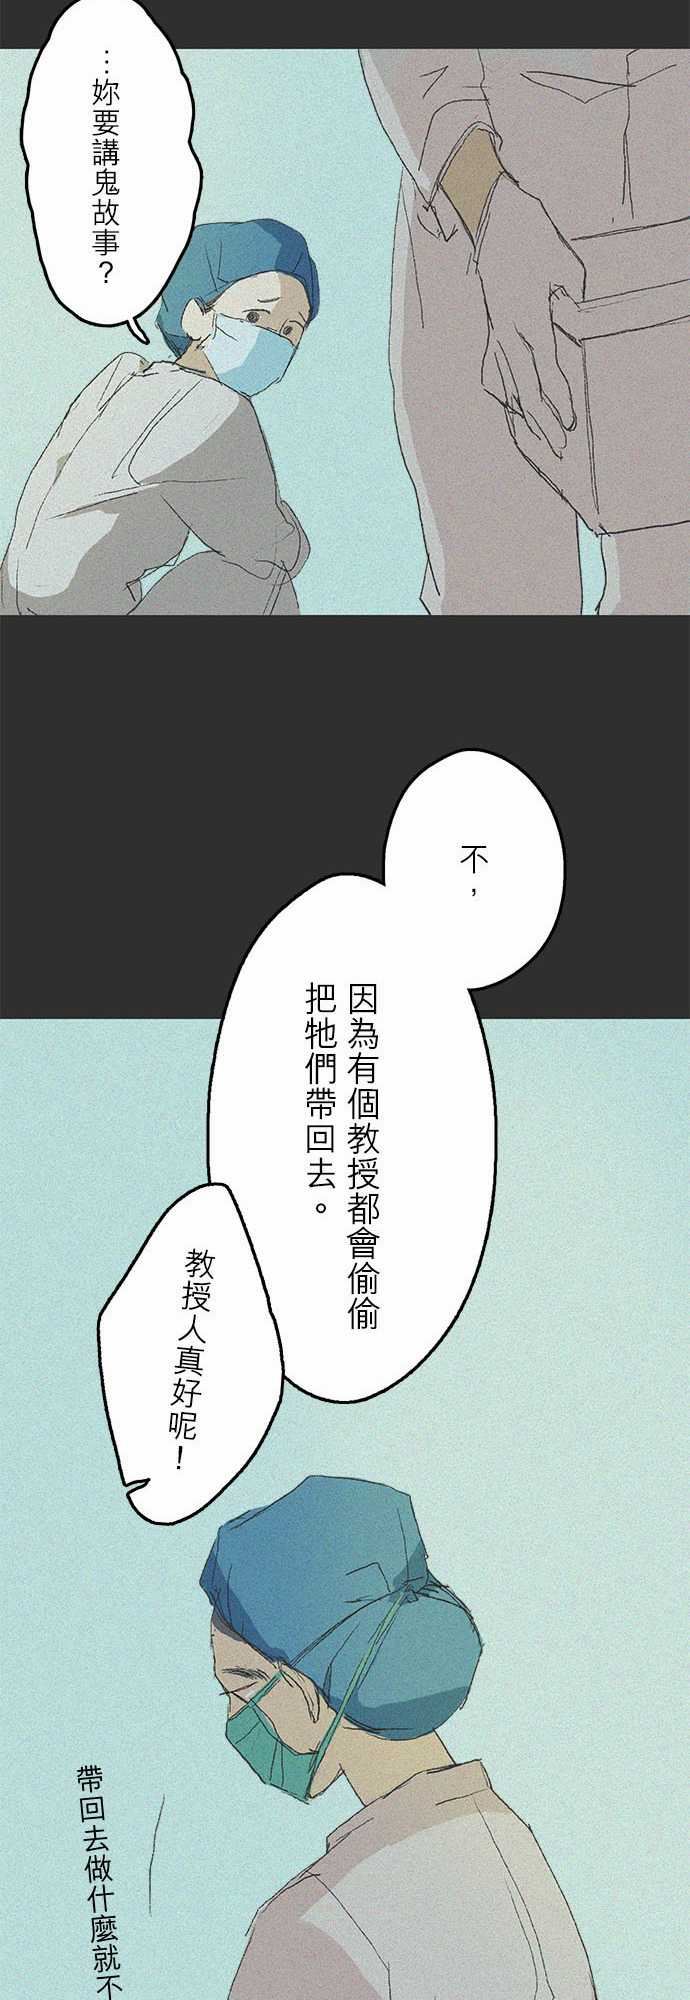 …妳要講鬼故事？
不，
因為有個教授都會偷偷
把牠們帶回去。
教授人真好呢！
帶回去做什麼就不